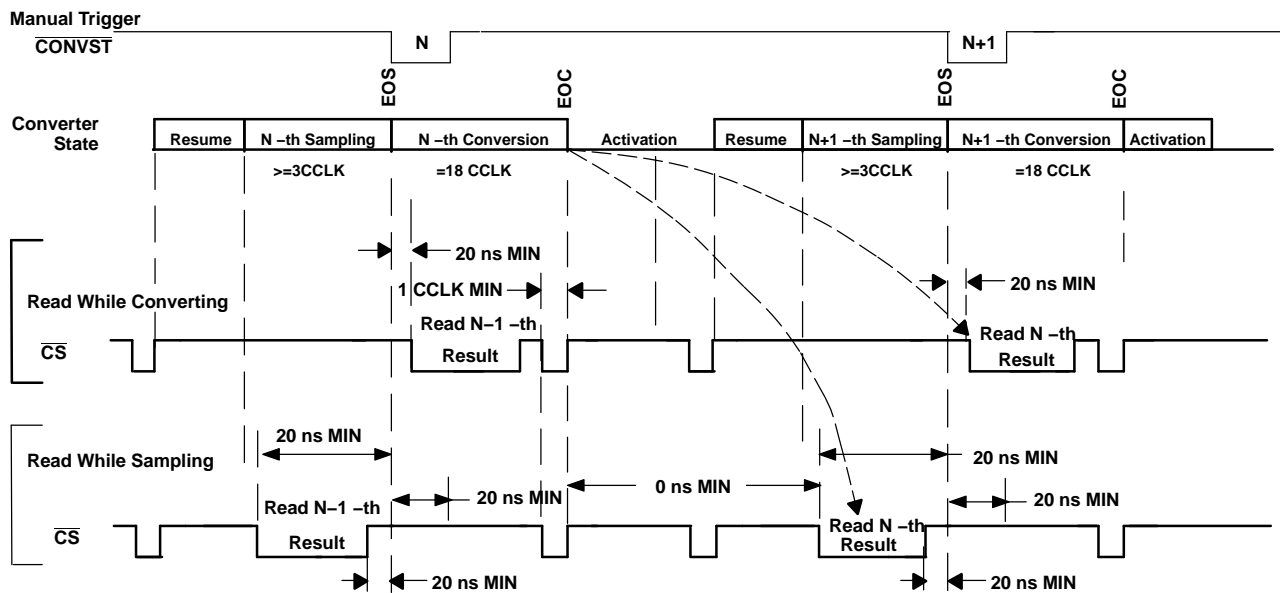 Manual Trigger
CONVST
N
N+1
EOS
EOC
EOS
EOC
Converter
State
Resume
N –th Sampling
N –th Conversion
Activation
Resume
N+1 –th Sampling
N+1 –th Conversion
Activation
>=3CCLK
=18 CCLK
>=3CCLK
=18 CCLK
20 ns MIN
20 ns MIN
1 CCLK MIN
Read While Converting
Read N–1 –th
Result
Read N –th
Result
CS
20 ns MIN
20 ns MIN
Read While Sampling
0 ns MIN
20 ns MIN
20 ns MIN
Read N–1 –th
Result
Read N –th
Result
CS
20 ns MIN
20 ns MIN